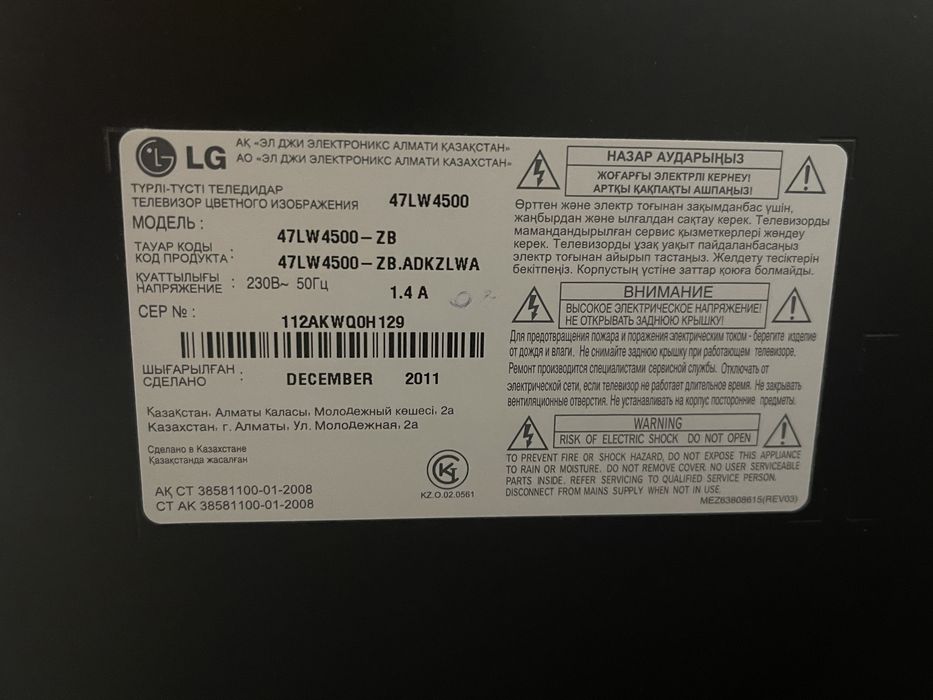 LG
АҚ «ЭЛ ДЖИ ЭЛЕКТРОНИКС АЛМАТИ ҚАЗАҚСТАН»
АО «ЭЛ ДЖИ ЭЛЕКТРОНИКС АЛМАТИ КАЗАХСТАН»
ТҮРЛІ-ТҮСТІ ТЕЛЕДИДАР
ТЕЛЕВИЗОР ЦВЕТНОГО ИЗОБРАЖЕНИЯ 47LW4500
МОДЕЛЬ :
47LW4500-ZB
ТАУАР КОДЫ
КОД ПРОДУКТА : 47LW4500-ZB.ADKZLWA
ҚУАТТЫЛЫҒЫ
НАПРЯЖЕНИЕ : 230В~ 50Гц 1.4 A
СЕР № :
112AKWQ0H129
ШЫҒАРЫЛҒАН
СДЕЛАНО : DECEMBER 2011
Қазақстан, Алматы қаласы, Молодежный көшесі, 2а
Казахстан, г. Алматы, Ул. Молодежная, 2а
Сделано в Казахстане
Қазақстанда жасалған
АҚ СТ 38581100-01-2008
СТ АК 38581100-01-2008
KZ.O.02.0561
НАЗАР АУДАРЫҢЫЗ
ЖОҒАРҒЫ ЭЛЕКТРЛІ КЕРНЕУ!
АРТҚЫ ҚАҚПАҚТЫ АШПАҢЫЗ!
Өрттен және электр тоғынан зақымданбас үшін,
жаңбырдан және ылғалдан сақтау керек. Телевизорды
мамандандырылған сервис қызметкерлері жөндеу
керек. Телевизорды ұзақ уақыт пайдаланбасаңыз
электр тоғынан айырып тастаңыз. Желдету тесіктерін
бекітпеңіз. Корпустың үстіне заттар қоюға болмайды.
ВНИМАНИЕ
ВЫСОКОЕ ЭЛЕКТРИЧЕСКОЕ НАПРЯЖЕНИЕ!
НЕ ОТКРЫВАТЬ ЗАДНЮЮ КРЫШКУ!
Для предотвращения пожара и поражения электрическим током - берегите изделие
от дождя и влаги. Не снимайте заднюю крышку при работающем телевизоре.
Ремонт производится специалистами сервисной службы. Отключать от
электрической сети, если телевизор не работает длительное время. Не закрывать
вентиляционные отверстия. Не устанавливать на корпус посторонние предметы.
WARNING
RISK OF ELECTRIC SHOCK DO NOT OPEN
TO PREVENT FIRE OR SHOCK HAZARD, DO NOT EXPOSE THIS APPLIANCE
TO RAIN OR MOISTURE. DO NOT REMOVE COVER. NO USER SERVICEABLE
PARTS INSIDE. REFER SERVICING TO QUALIFIED SERVICE PERSON.
DISCONNECT FROM MAINS SUPPLY WHEN NOT IN USE.
MEZ63808615(REV03)